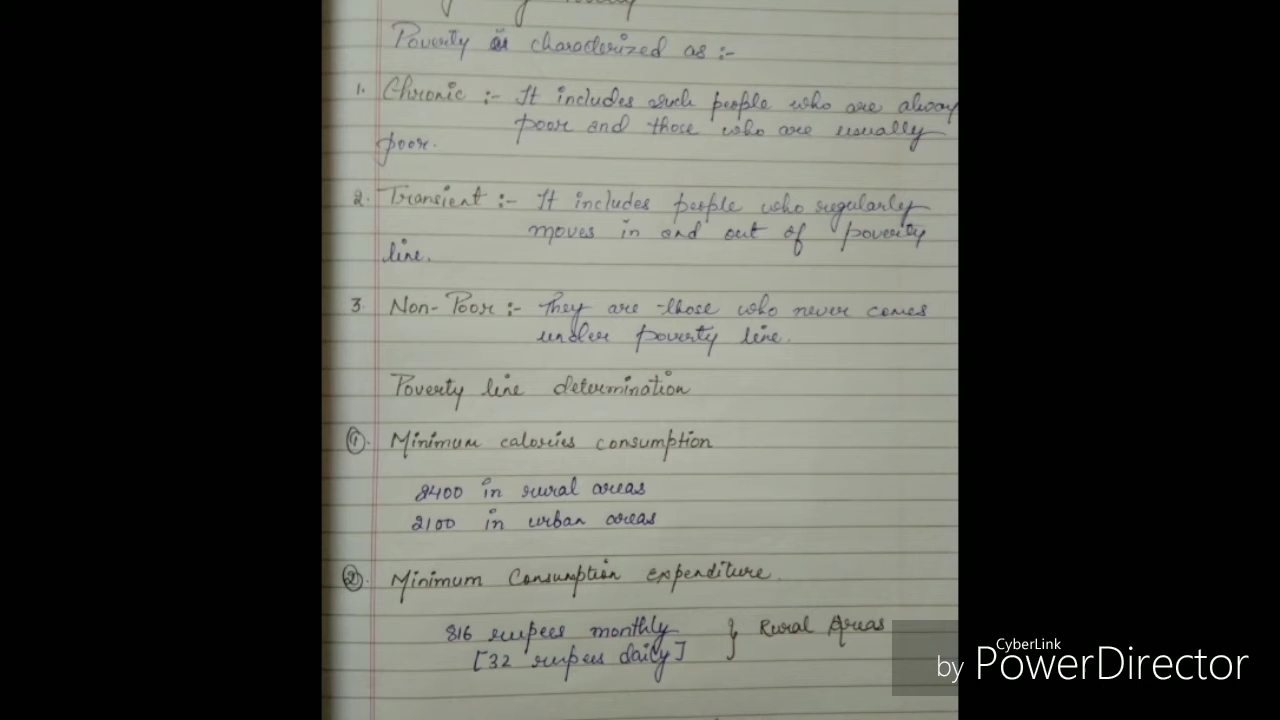 Poverty is characterized as :-
1. Chronic :- It includes such people who are alway
poor and those who are usually
poor.
2. Transient :- It includes people who regularly
moves in and out of poverty
line.
3. Non-Poor :- They are those who never comes
under poverty line.
Poverty line determination
①. Minimum calories consumption
2400 in rural areas
2100 in urban areas
②. Minimum Consumption Expenditure.
816 rupees monthly } Rural Areas
[32 rupees daily]
CyberLink
by PowerDirector